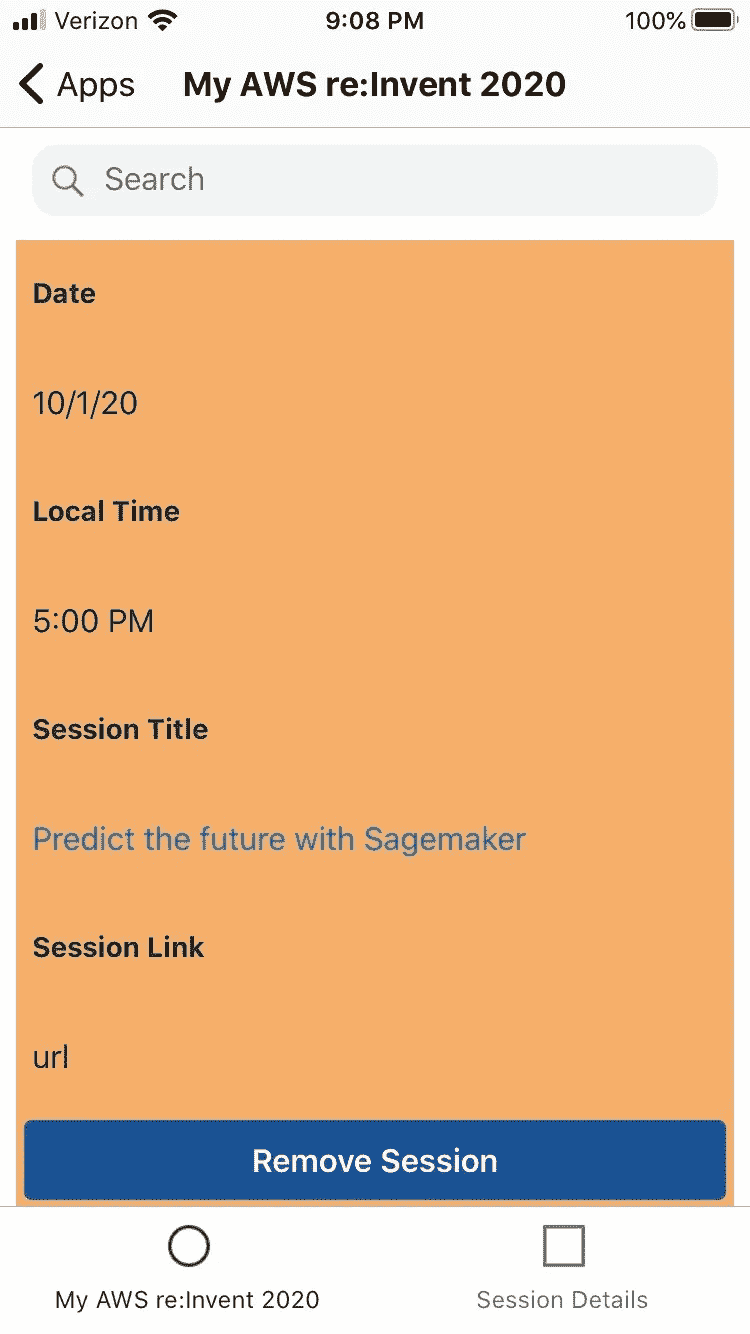 Verizon 9:08 PM 100%
Apps My AWS re:Invent 2020
Search
Date
10/1/20
Local Time
5:00 PM
Session Title
Predict the future with Sagemaker
Session Link
url
Remove Session
My AWS re:Invent 2020 Session Details